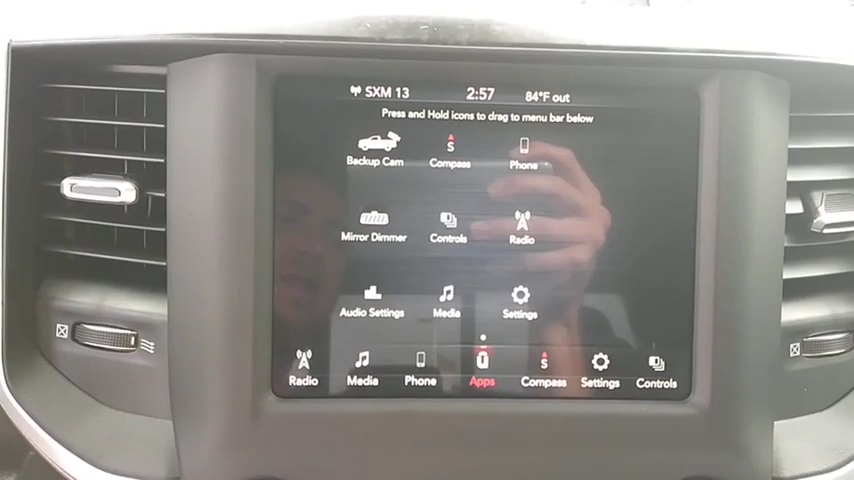 SXM 13 2:57 84°F out
Press and Hold icons to drag to menu bar below
Backup Cam S Compass Phone
Mirror Dimmer Controls Radio
Audio Settings Media Settings
S
Radio Media Phone Apps Compass Settings Controls